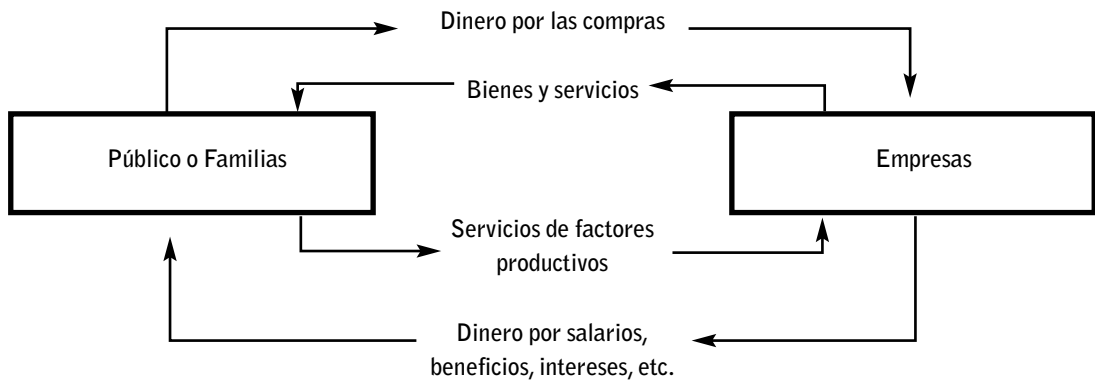 Dinero por las compras
Bienes y servicios
Público o Familias
Empresas
Servicios de factores
productivos
Dinero por salarios,
beneficios, intereses, etc.